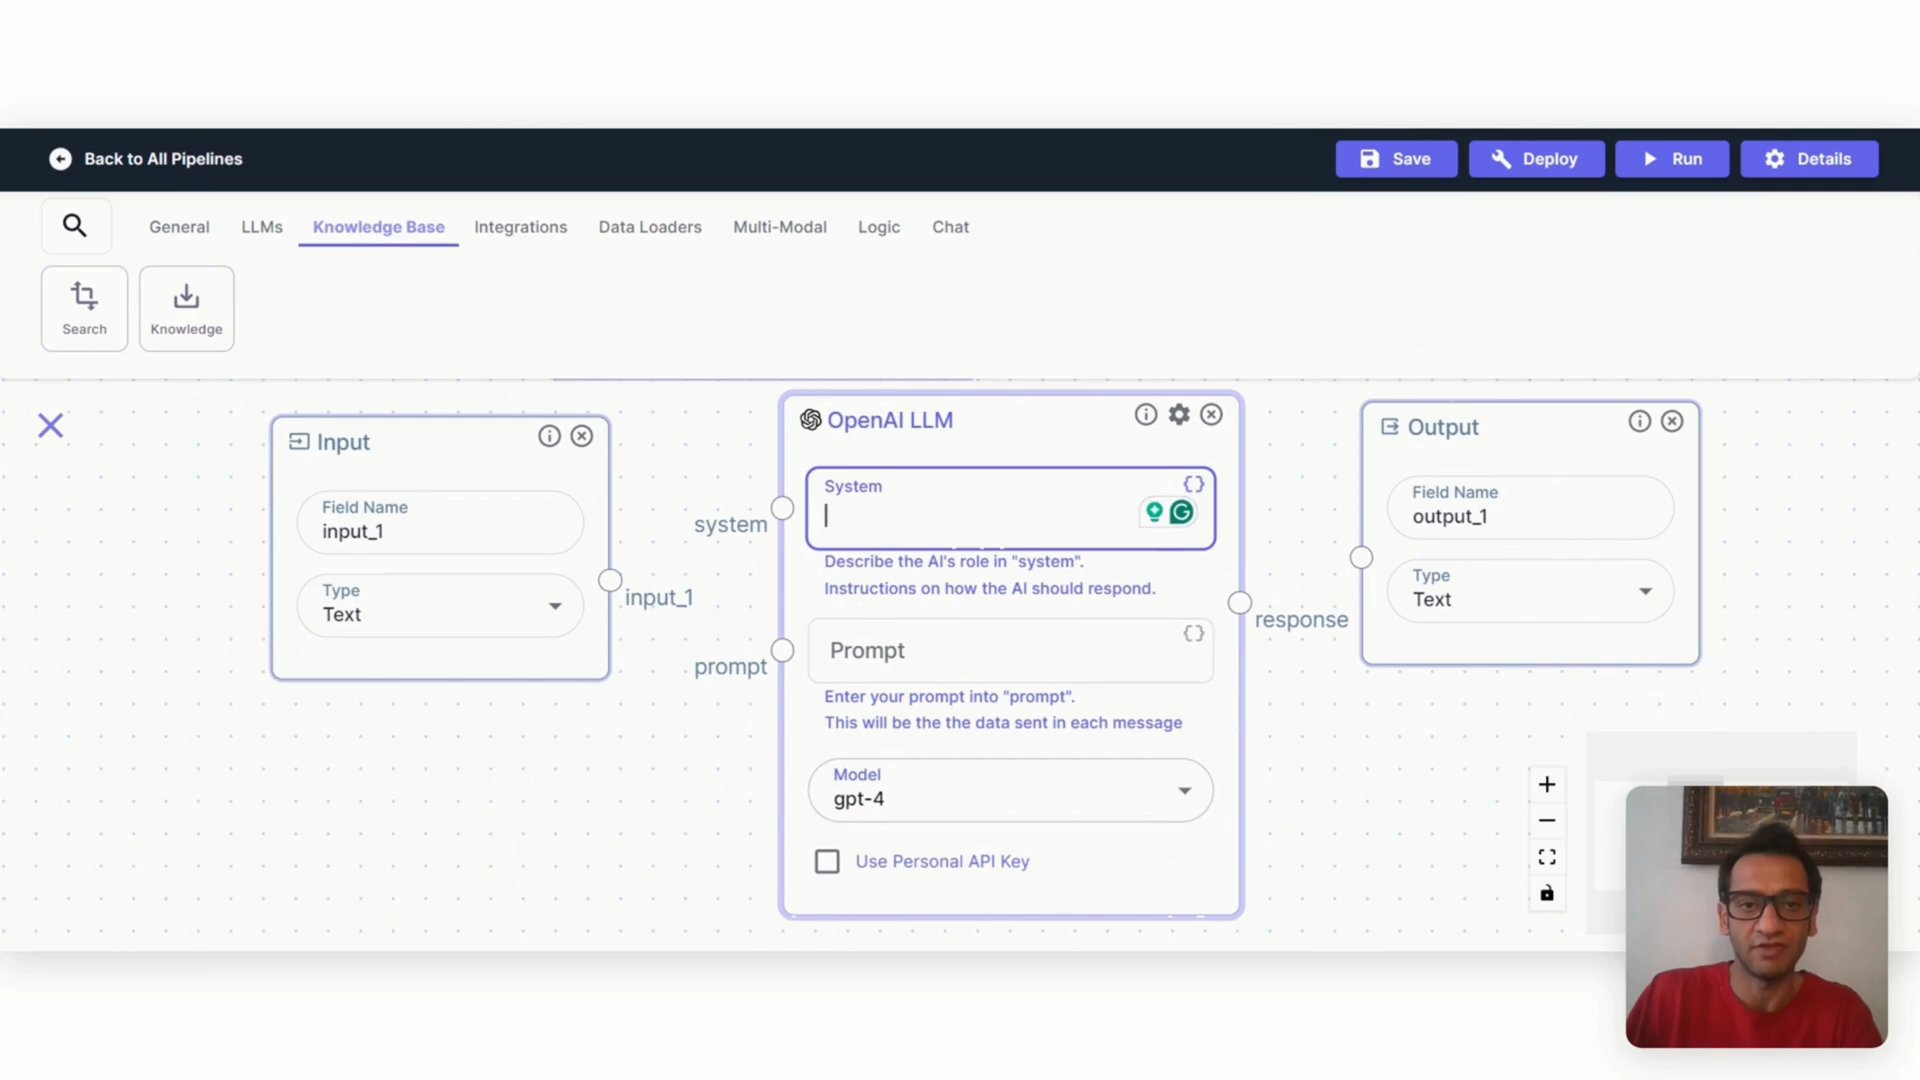 Back to All Pipelines
Save
Deploy
Run
Details
General
LLMs
Knowledge Base
Integrations
Data Loaders
Multi-Modal
Logic
Chat
Search
Knowledge
Input
Field Name
input_1
Type
Text
input_1
system
prompt
OpenAI LLM
System
Describe the AI's role in "system".
Instructions on how the AI should respond.
Prompt
Enter your prompt into "prompt".
This will be the the data sent in each message
Model
gpt-4
Use Personal API Key
response
Output
Field Name
output_1
Type
Text